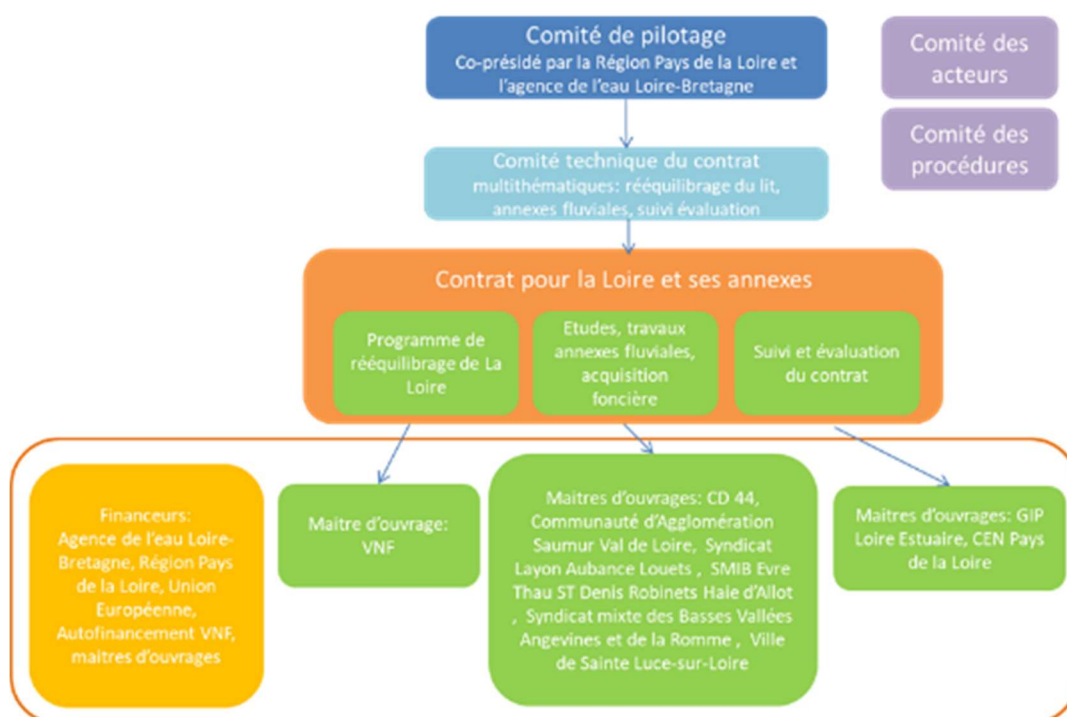 Comité de pilotage
Co-présidé par la Région Pays de la Loire et
l'agence de l'eau Loire-Bretagne
Comité des
acteurs
Comité des
procédures
Comité technique du contrat
multithématiques: rééquilibrage du lit,
annexes fluviales, suivi évaluation
Contrat pour la Loire et ses annexes
Programme de
rééquilibrage de La
Loire
Etudes, travaux
annexes fluviales,
acquisition
foncière
Suivi et évaluation
du contrat
Financeurs:
Agence de l'eau Loire-
Bretagne, Région Pays
de la Loire, Union
Européenne,
Autofinancement VNF,
maitres d'ouvrages
Maitre d'ouvrage:
VNF
Maitres d'ouvrages: CD 44,
Communauté d'Agglomération
Saumur Val de Loire, Syndicat
Layon Aubance Louets , SMIB Evre
Thau ST Denis Robinets Haie d'Allot
, Syndicat mixte des Basses Vallées
Angevines et de la Romme , Ville
de Sainte Luce-sur-Loire
Maitres d'ouvrages: GIP
Loire Estuaire, CEN Pays
de la Loire